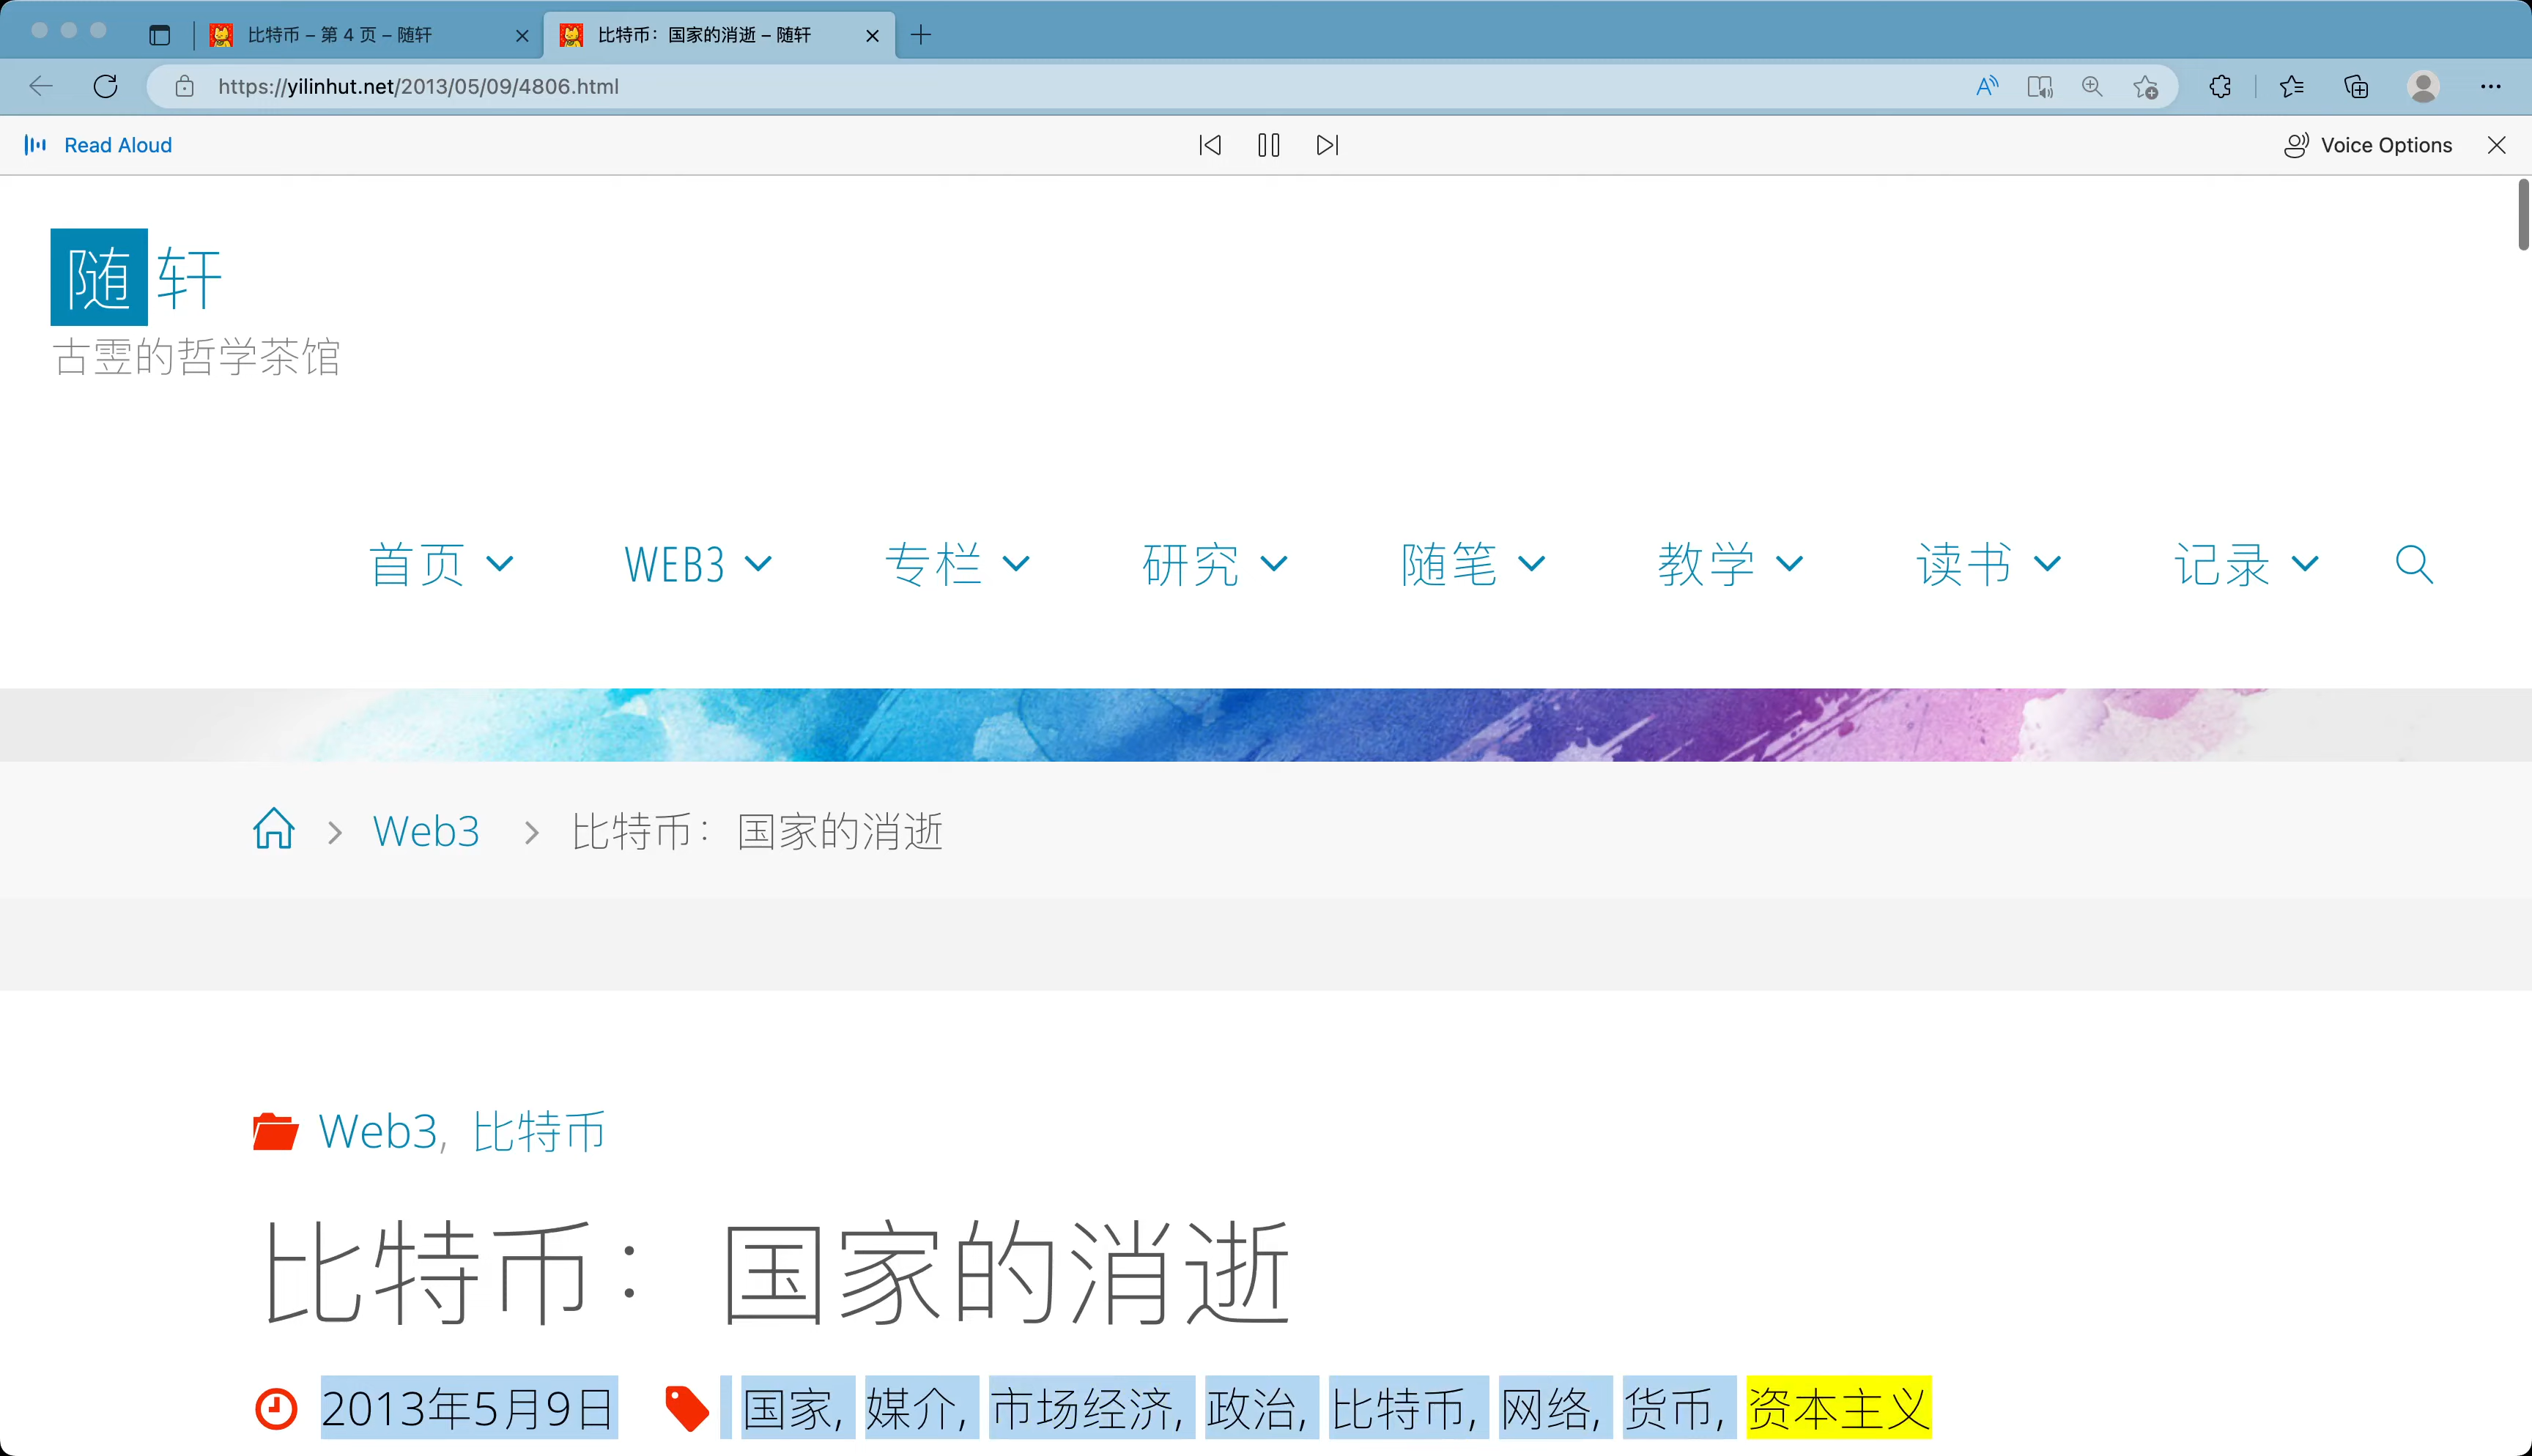 比特币 – 第 4 页 – 随轩
比特币：国家的消逝 – 随轩
https://yilinhut.net/2013/05/09/4806.html
Read Aloud
Voice Options
随轩
古雴的哲学茶馆
首页 WEB3 专栏 研究 随笔 教学 读书 记录
Web3 > 比特币：国家的消逝
Web3, 比特币
比特币：国家的消逝
2013年5月9日 国家, 媒介, 市场经济, 政治, 比特币, 网络, 货币, 资本主义